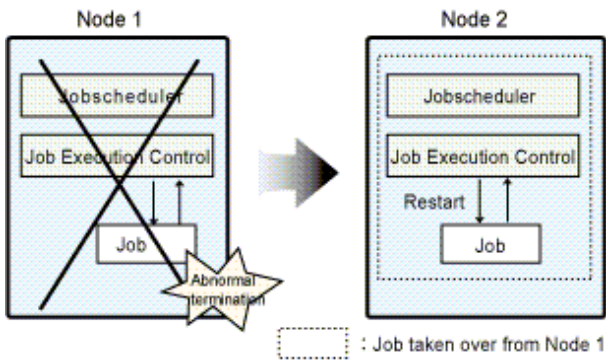 Node 1
Node 2
Jobscheduler
Job Execution Control
Job
Abnormal
termination
Jobscheduler
Job Execution Control
Restart
Job
: Job taken over from Node 1